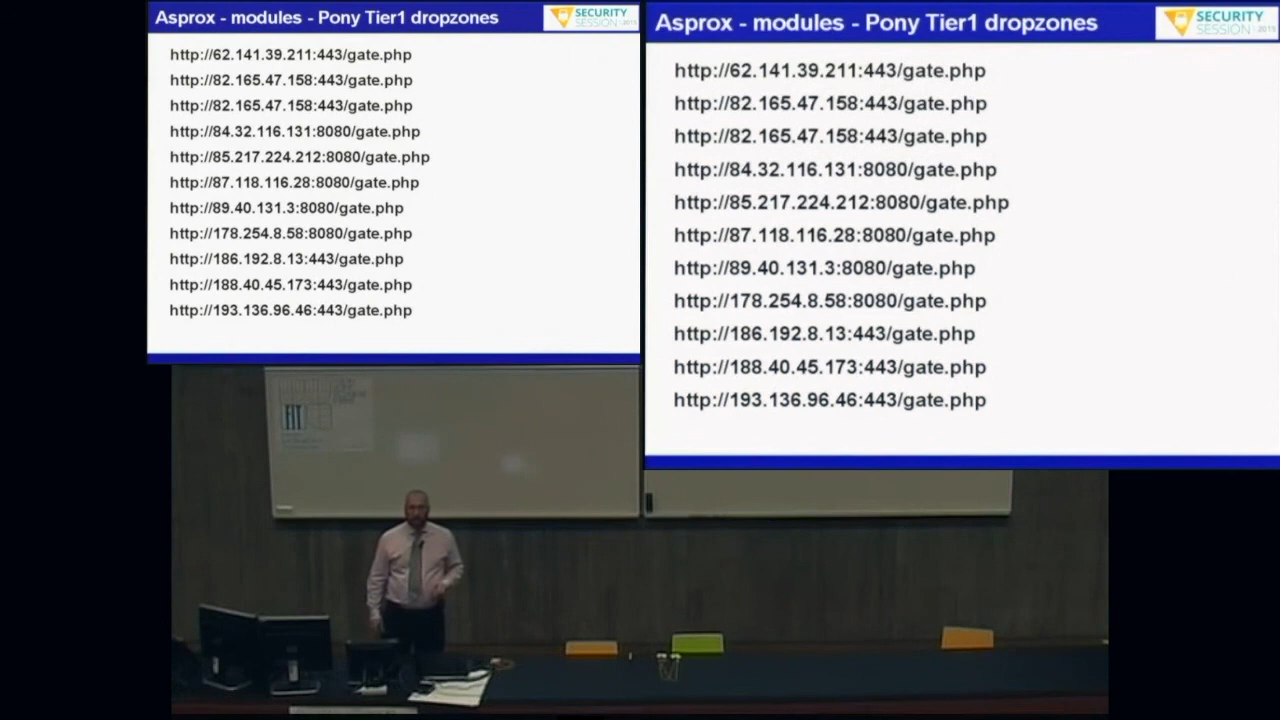 Asprox - modules - Pony Tier1 dropzones
SECURITY
SESSION 2015
http://62.141.39.211:443/gate.php
http://82.165.47.158:443/gate.php
http://82.165.47.158:443/gate.php
http://84.32.116.131:8080/gate.php
http://85.217.224.212:8080/gate.php
http://87.118.116.28:8080/gate.php
http://89.40.131.3:8080/gate.php
http://178.254.8.58:8080/gate.php
http://186.192.8.13:443/gate.php
http://188.40.45.173:443/gate.php
http://193.136.96.46:443/gate.php
Asprox - modules - Pony Tier1 dropzones
SECURITY
SESSION 2015
http://62.141.39.211:443/gate.php
http://82.165.47.158:443/gate.php
http://82.165.47.158:443/gate.php
http://84.32.116.131:8080/gate.php
http://85.217.224.212:8080/gate.php
http://87.118.116.28:8080/gate.php
http://89.40.131.3:8080/gate.php
http://178.254.8.58:8080/gate.php
http://186.192.8.13:443/gate.php
http://188.40.45.173:443/gate.php
http://193.136.96.46:443/gate.php
FIT